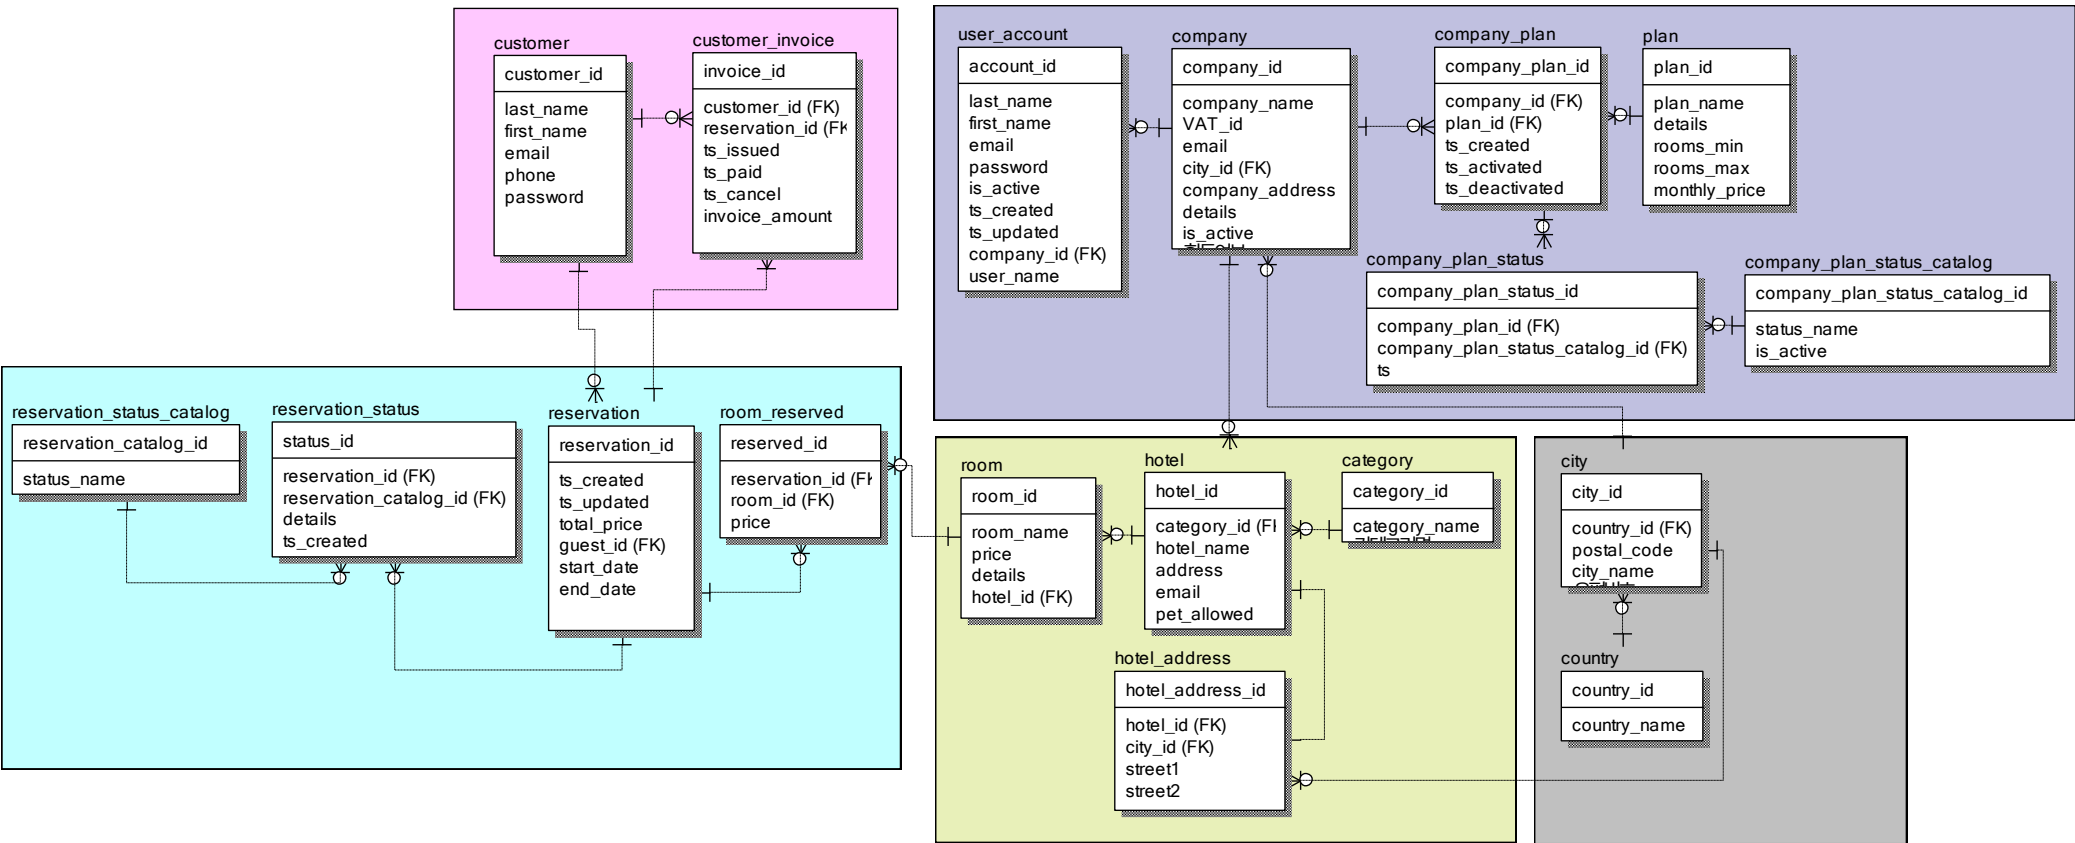 customer
customer_id
last_name
first_name
email
phone
password
customer_invoice
invoice_id
customer_id (FK)
reservation_id (FK
ts_issued
ts_paid
ts_cancel
invoice_amount
user_account
account_id
last_name
first_name
email
password
is_active
ts_created
ts_updated
company_id (FK)
user_name
company
company_id
company_name
VAT_id
email
city_id (FK)
company_address
details
is_active
company_plan
company_plan_id
company_id (FK)
plan_id (FK)
ts_created
ts_activated
ts_deactivated
plan
plan_id
plan_name
details
rooms_min
rooms_max
monthly_price
company_plan_status
company_plan_status_id
company_plan_id (FK)
company_plan_status_catalog_id (FK)
ts
company_plan_status_catalog
company_plan_status_catalog_id
status_name
is_active
reservation_status_catalog
reservation_catalog_id
status_name
reservation_status
status_id
reservation_id (FK)
reservation_catalog_id (FK)
details
ts_created
reservation
reservation_id
ts_created
ts_updated
total_price
guest_id (FK)
start_date
end_date
room_reserved
reserved_id
reservation_id (FK
room_id (FK)
price
room
room_id
room_name
price
details
hotel_id (FK)
hotel
hotel_id
category_id (FK
hotel_name
address
email
pet_allowed
category
category_id
category_name
hotel_address
hotel_address_id
hotel_id (FK)
city_id (FK)
street1
street2
city
city_id
country_id (FK)
postal_code
city_name
country
country_id
country_name